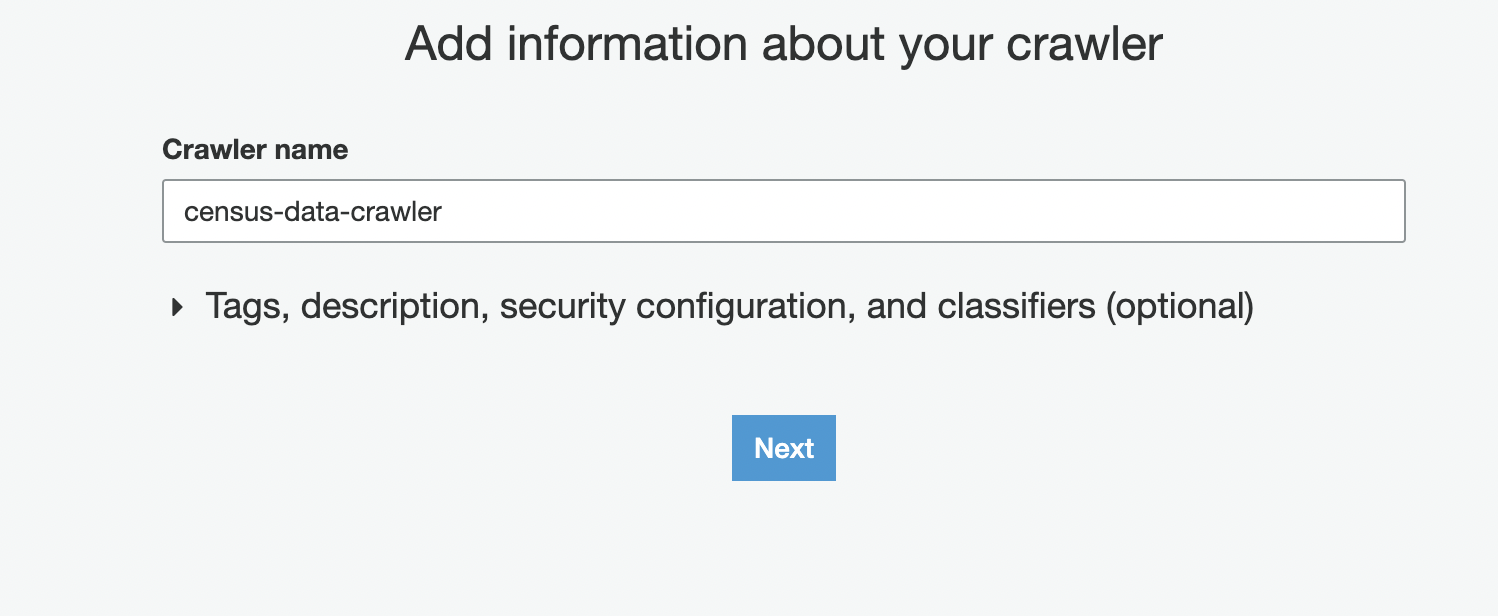 Add information about your crawler
Crawler name
census-data-crawler
Tags, description, security configuration, and classifiers (optional)
Next